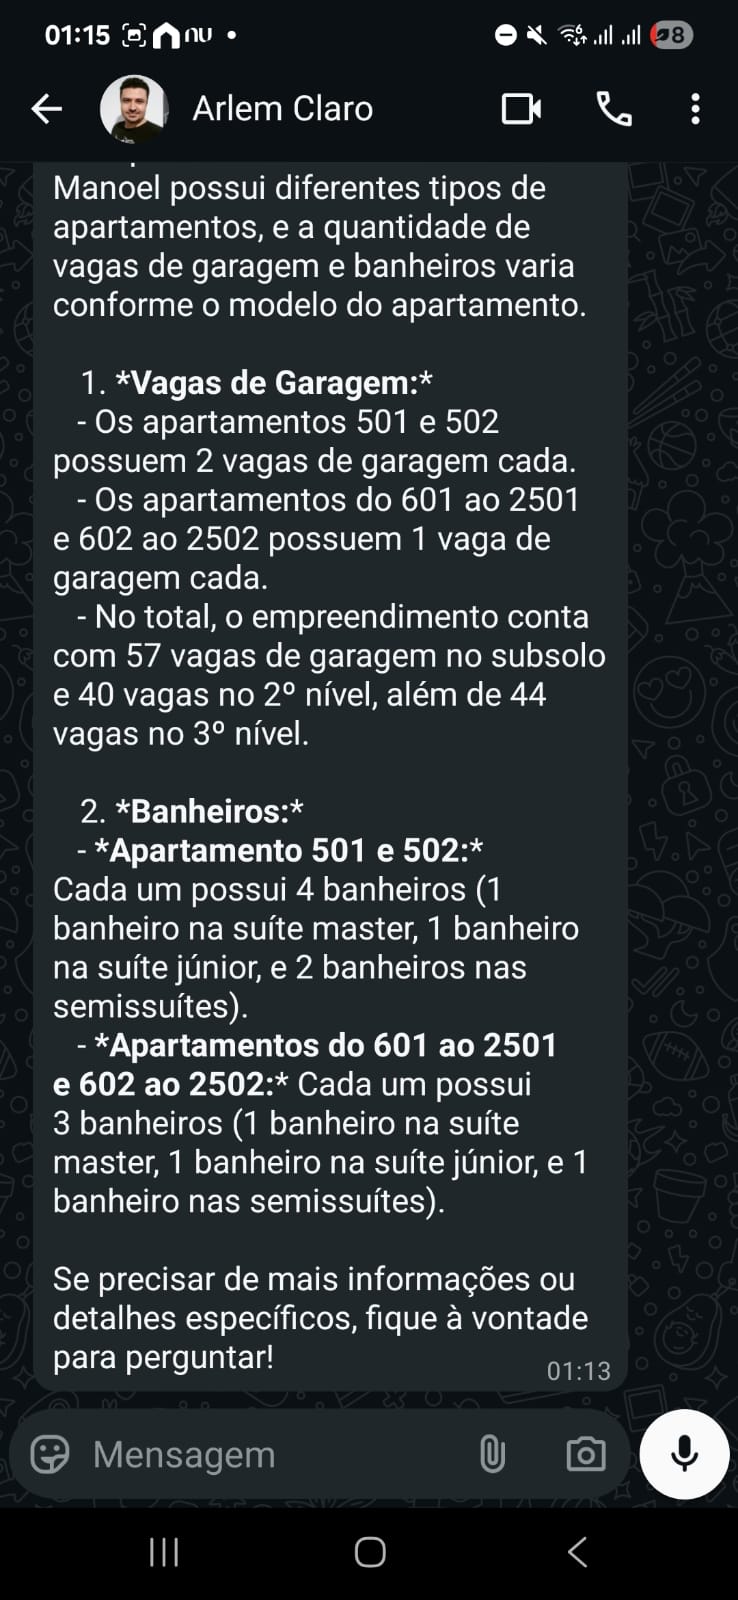 01:15 nu
8
Arlem Claro
Manoel possui diferentes tipos de
apartamentos, e a quantidade de
vagas de garagem e banheiros varia
conforme o modelo do apartamento.
1. *Vagas de Garagem:*
- Os apartamentos 501 e 502
possuem 2 vagas de garagem cada.
- Os apartamentos do 601 ao 2501
e 602 ao 2502 possuem 1 vaga de
garagem cada.
- No total, o empreendimento conta
com 57 vagas de garagem no subsolo
e 40 vagas no 2º nível, além de 44
vagas no 3º nível.
2. *Banheiros:*
- *Apartamento 501 e 502:*
Cada um possui 4 banheiros (1
banheiro na suíte master, 1 banheiro
na suíte júnior, e 2 banheiros nas
semissuítes).
- *Apartamentos do 601 ao 2501
e 602 ao 2502:* Cada um possui
3 banheiros (1 banheiro na suíte
master, 1 banheiro na suíte júnior, e 1
banheiro nas semissuítes).
Se precisar de mais informações ou
detalhes específicos, fique à vontade
para perguntar!
01:13
Mensagem